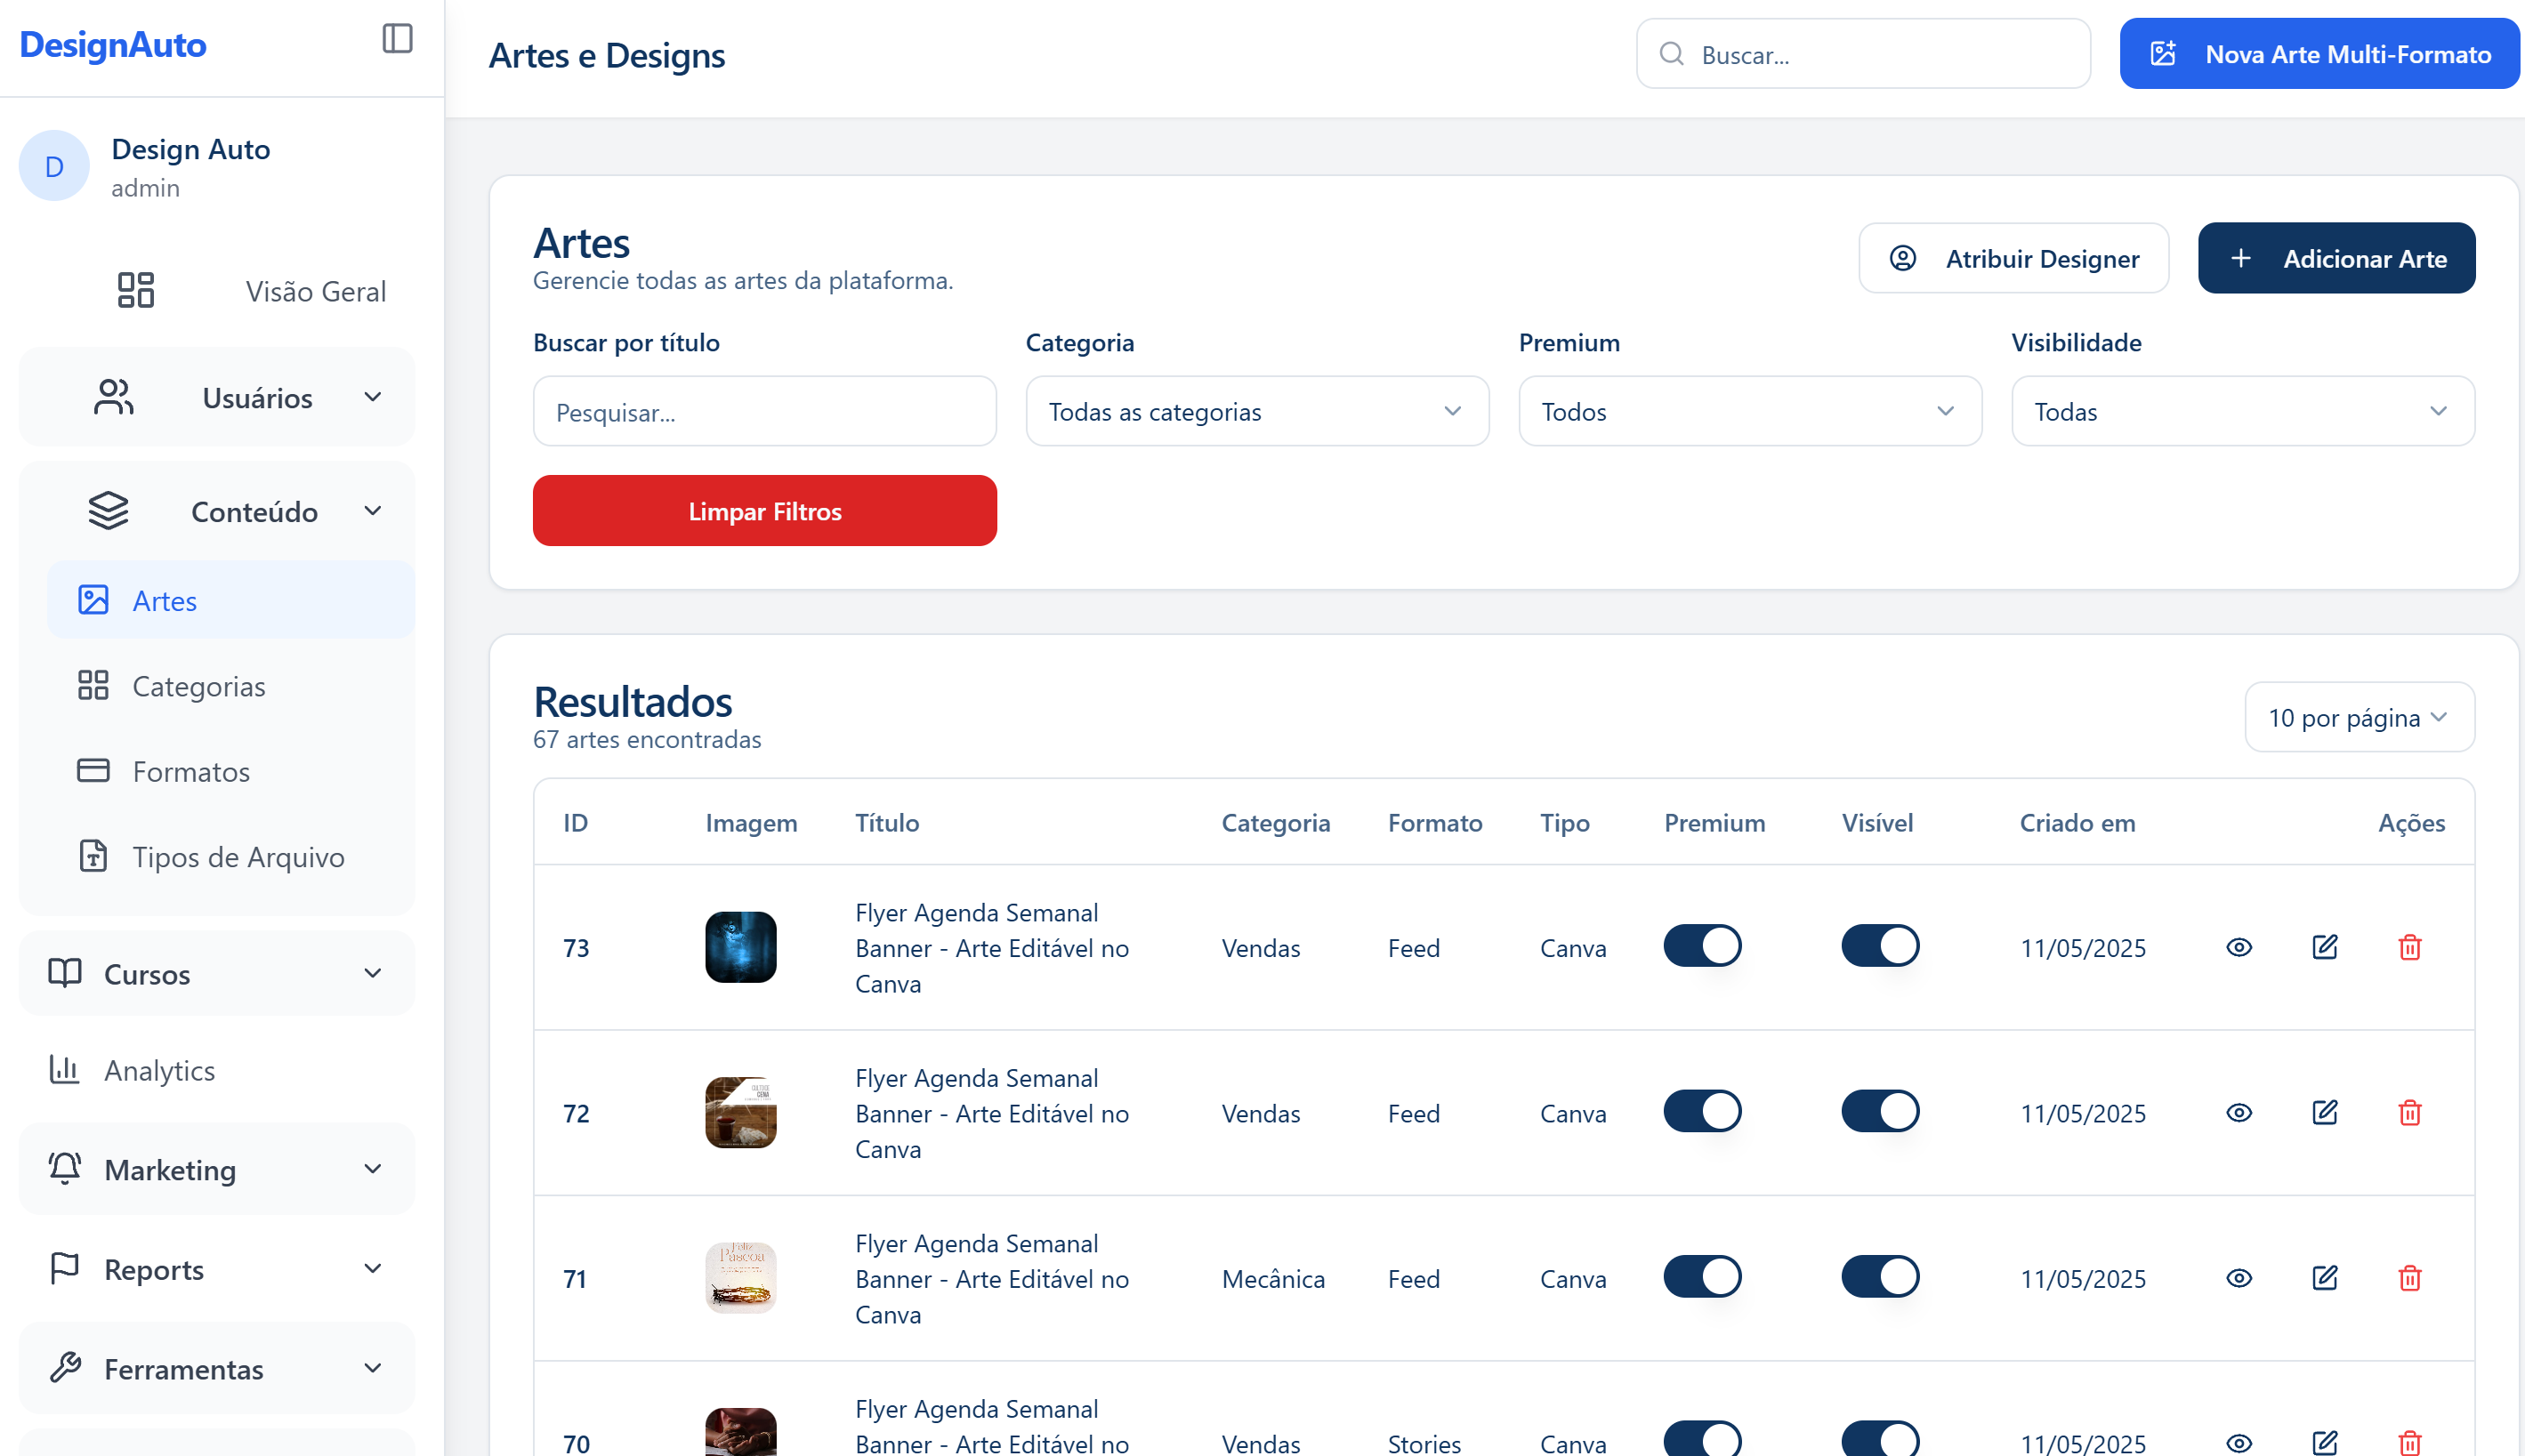 DesignAuto
D
Design Auto
admin
Visão Geral
Usuários
Conteúdo
Artes
Categorias
Formatos
Tipos de Arquivo
Cursos
Analytics
Marketing
Reports
Ferramentas
Artes e Designs
Buscar...
Nova Arte Multi-Formato
Artes
Gerencie todas as artes da plataforma.
Atribuir Designer
Adicionar Arte
Buscar por título
Categoria
Premium
Visibilidade
Pesquisar...
Todas as categorias
Todos
Todas
Limpar Filtros
Resultados
67 artes encontradas
10 por página
ID Imagem Título Categoria Formato Tipo Premium Visível Criado em Ações
Flyer Agenda Semanal
73 Banner - Arte Editável no Vendas Feed Canva 11/05/2025
Canva
CENA
Flyer Agenda Semanal
72 Banner - Arte Editável no Vendas Feed Canva 11/05/2025
Canva
Feliz
Páscoa
Flyer Agenda Semanal
71 Banner - Arte Editável no Mecânica Feed Canva 11/05/2025
Canva
Flyer Agenda Semanal
70 Banner - Arte Editável no Vendas Stories Canva 11/05/2025